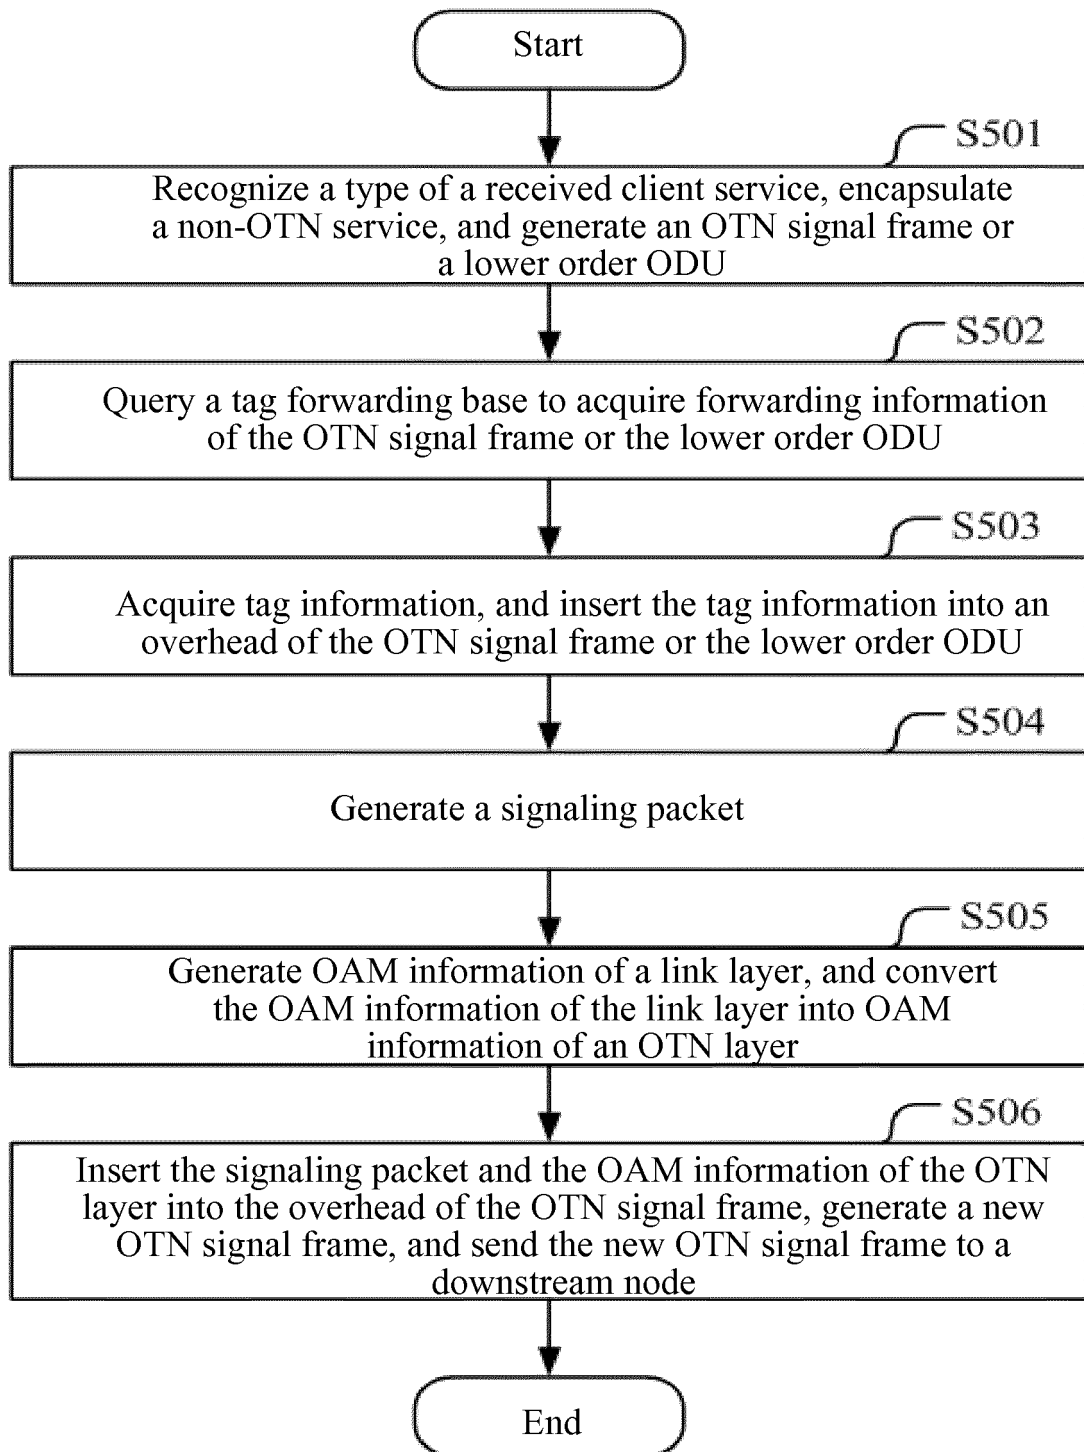 Start
S501
Recognize a type of a received client service, encapsulate
a non-OTN service, and generate an OTN signal frame or
a lower order ODU
S502
Query a tag forwarding base to acquire forwarding information
of the OTN signal frame or the lower order ODU
S503
Acquire tag information, and insert the tag information into an
overhead of the OTN signal frame or the lower order ODU
S504
Generate a signaling packet
S505
Generate OAM information of a link layer, and convert
the OAM information of the link layer into OAM
information of an OTN layer
S506
Insert the signaling packet and the OAM information of the OTN
layer into the overhead of the OTN signal frame, generate a new
OTN signal frame, and send the new OTN signal frame to a
downstream node
End